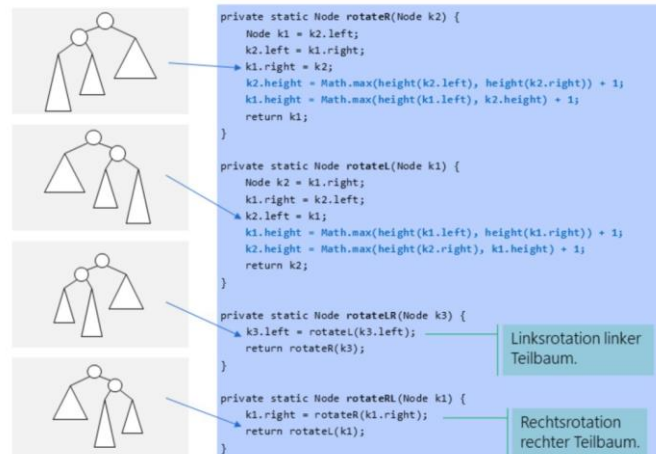 private static Node rotateR(Node k2) {
    Node k1 = k2.left;
    k2.left = k1.right;
    k1.right = k2;
    k2.height = Math.max(height(k2.left), height(k2.right)) + 1;
    k1.height = Math.max(height(k1.left), k2.height) + 1;
    return k1;
}
private static Node rotateL(Node k1) {
    Node k2 = k1.right;
    k1.right = k2.left;
    k2.left = k1;
    k1.height = Math.max(height(k1.left), height(k1.right)) + 1;
    k2.height = Math.max(height(k2.right), k1.height) + 1;
    return k2;
}
private static Node rotateLR(Node k3) {
    k3.left = rotateL(k3.left);
    return rotateR(k3);
}
Linksrotation linker
Teilbaum.
private static Node rotateRL(Node k1) {
    k1.right = rotateR(k1.right);
    return rotateL(k1);
}
Rechtsrotation
rechter Teilbaum.